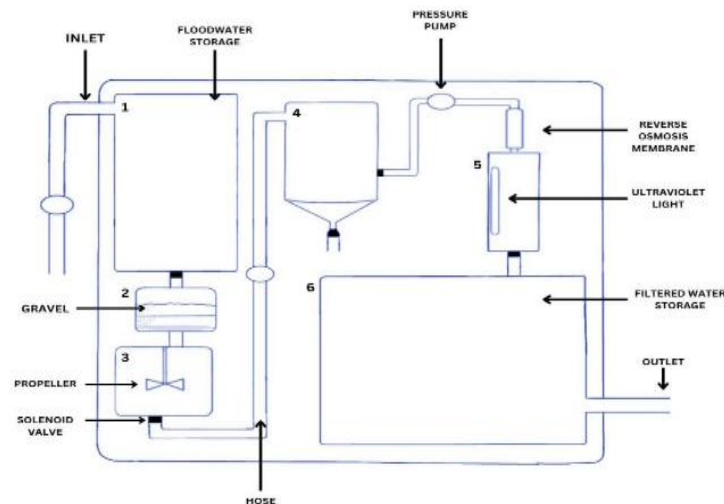 PRESSURE
PUMP
INLET
FLOODWATER
STORAGE
1
4
REVERSE
OSMOSIS
MEMBRANE
5
ULTRAVIOLET
LIGHT
2
6
FILTERED WATER
STORAGE
GRAVEL
3
OUTLET
PROPELLER
SOLENOID
VALVE
HOSE